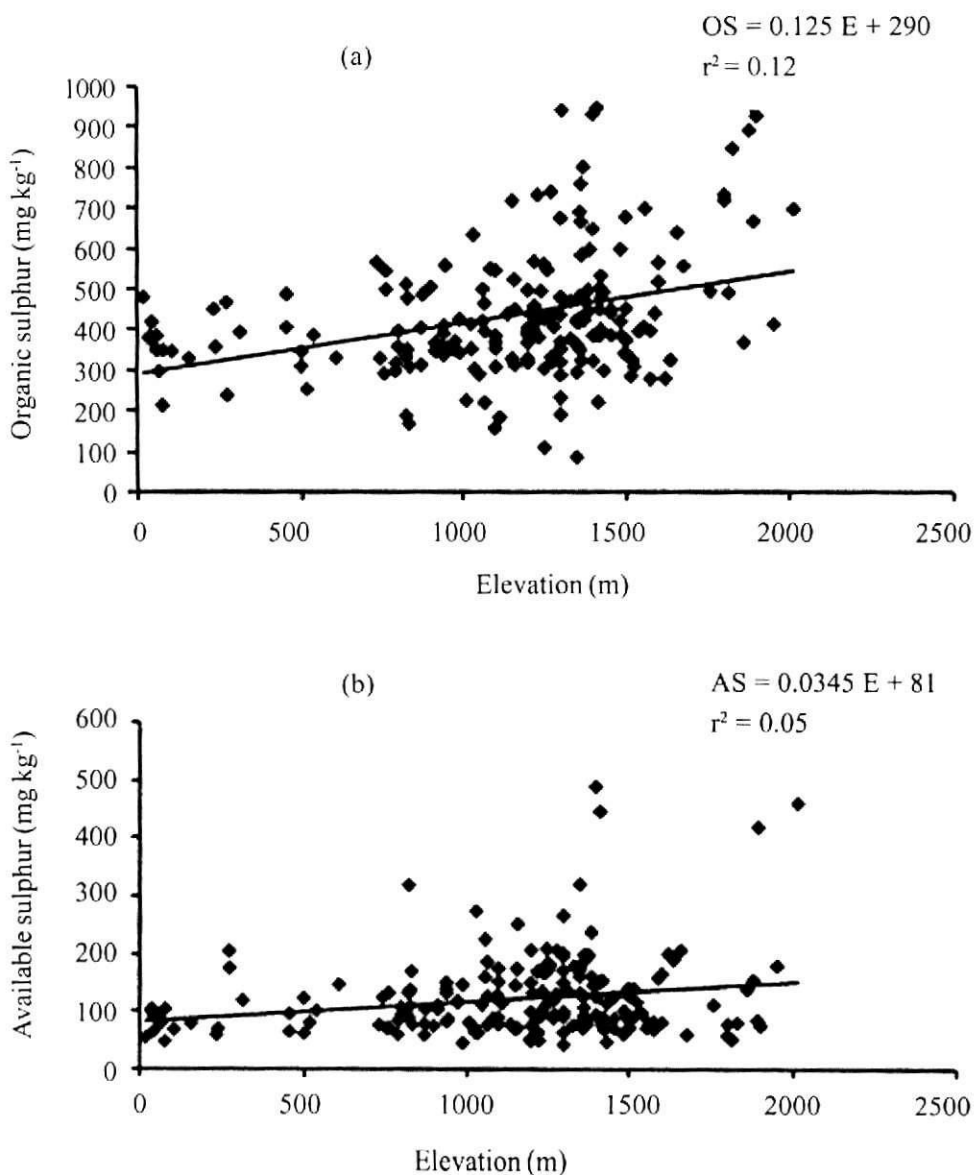 (a)
OS = 0.125 E + 290
r² = 0.12
Organic sulphur (mg kg⁻¹)
1000
900
800
700
600
500
400
300
200
100
0
0 500 1000 1500 2000 2500
Elevation (m)
(b)
AS = 0.0345 E + 81
r² = 0.05
Available sulphur (mg kg⁻¹)
600
500
400
300
200
100
0
0 500 1000 1500 2000 2500
Elevation (m)